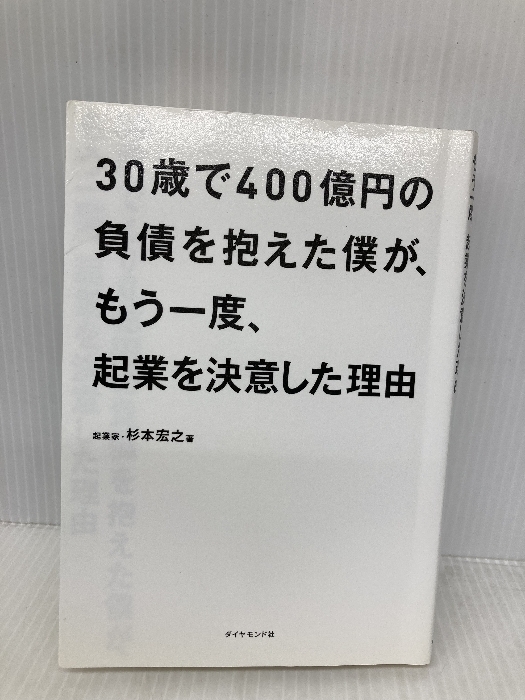 30歳で400億円の
負債を抱えた僕が、
もう一度、
起業を決意した理由
起業家・杉本宏之 著
ダイヤモンド社